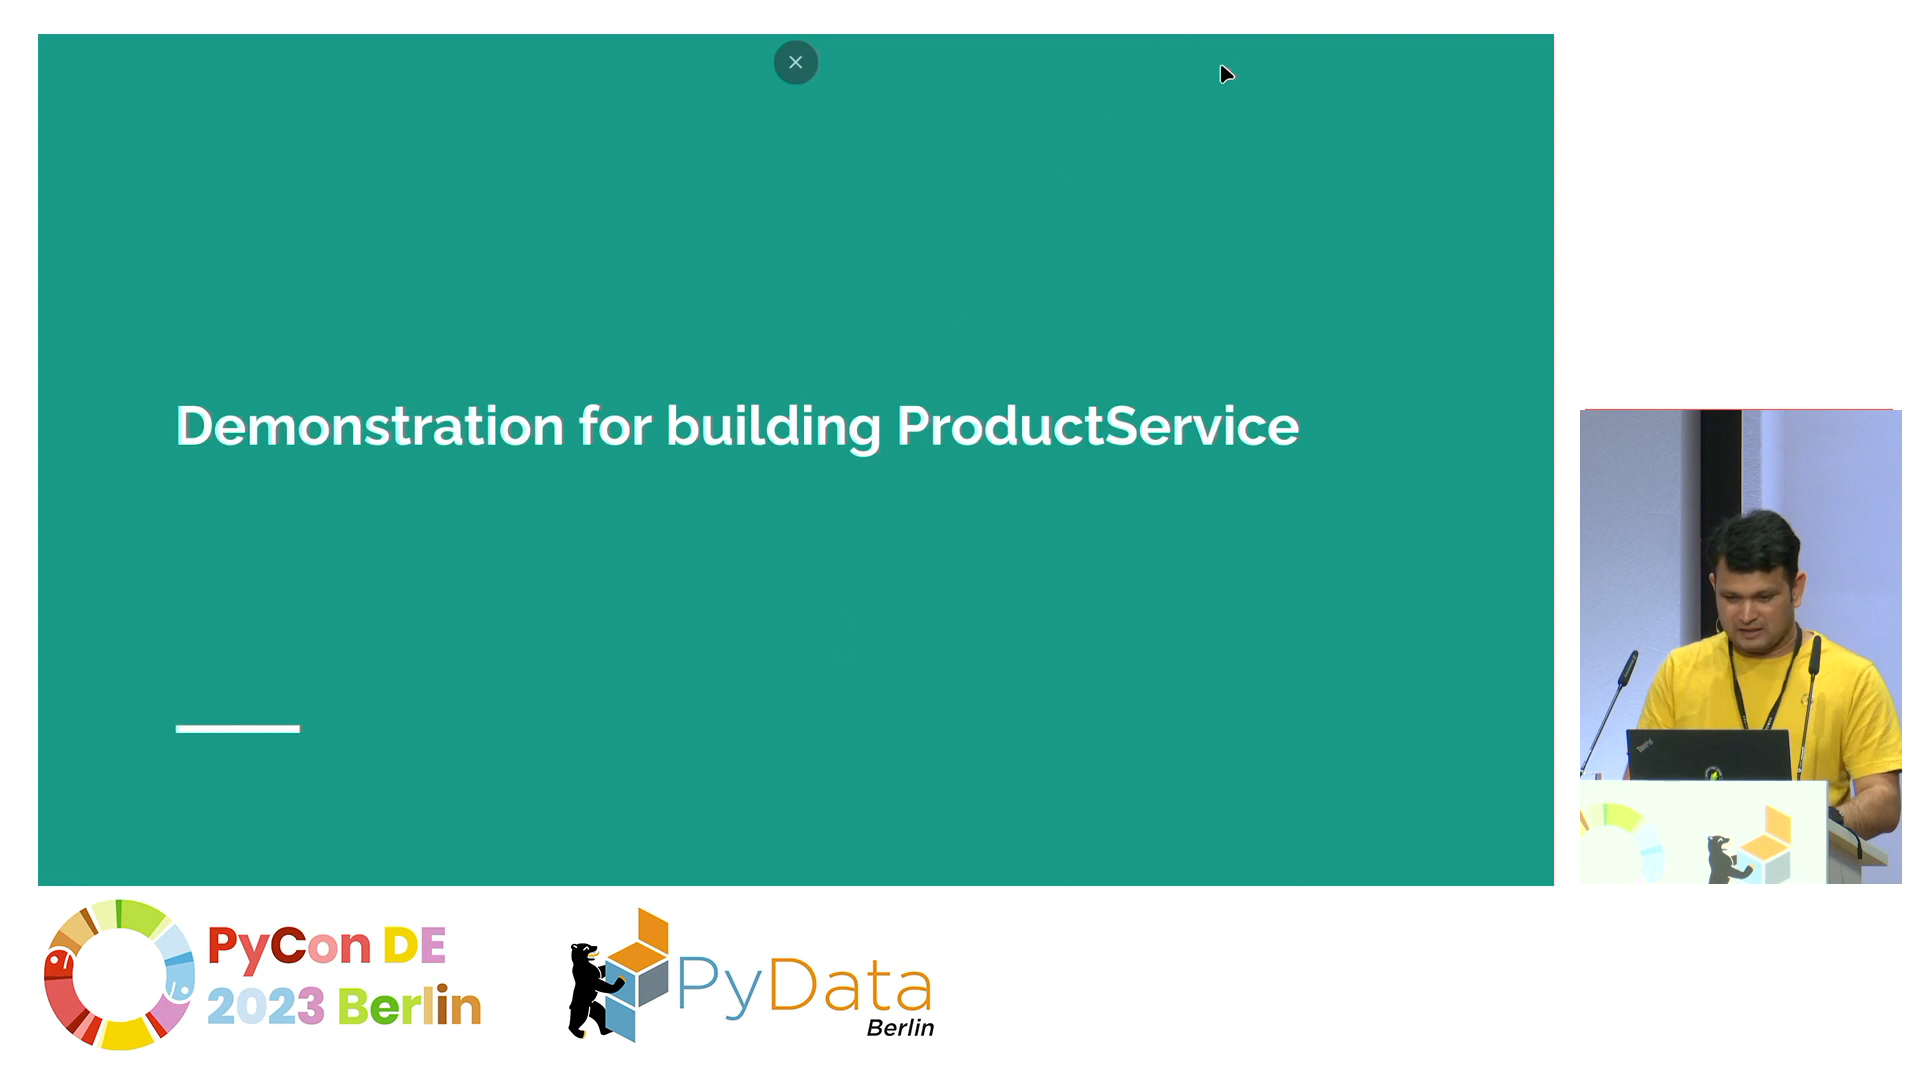 Demonstration for building ProductService
PyCon DE
2023 Berlin
PyData
Berlin